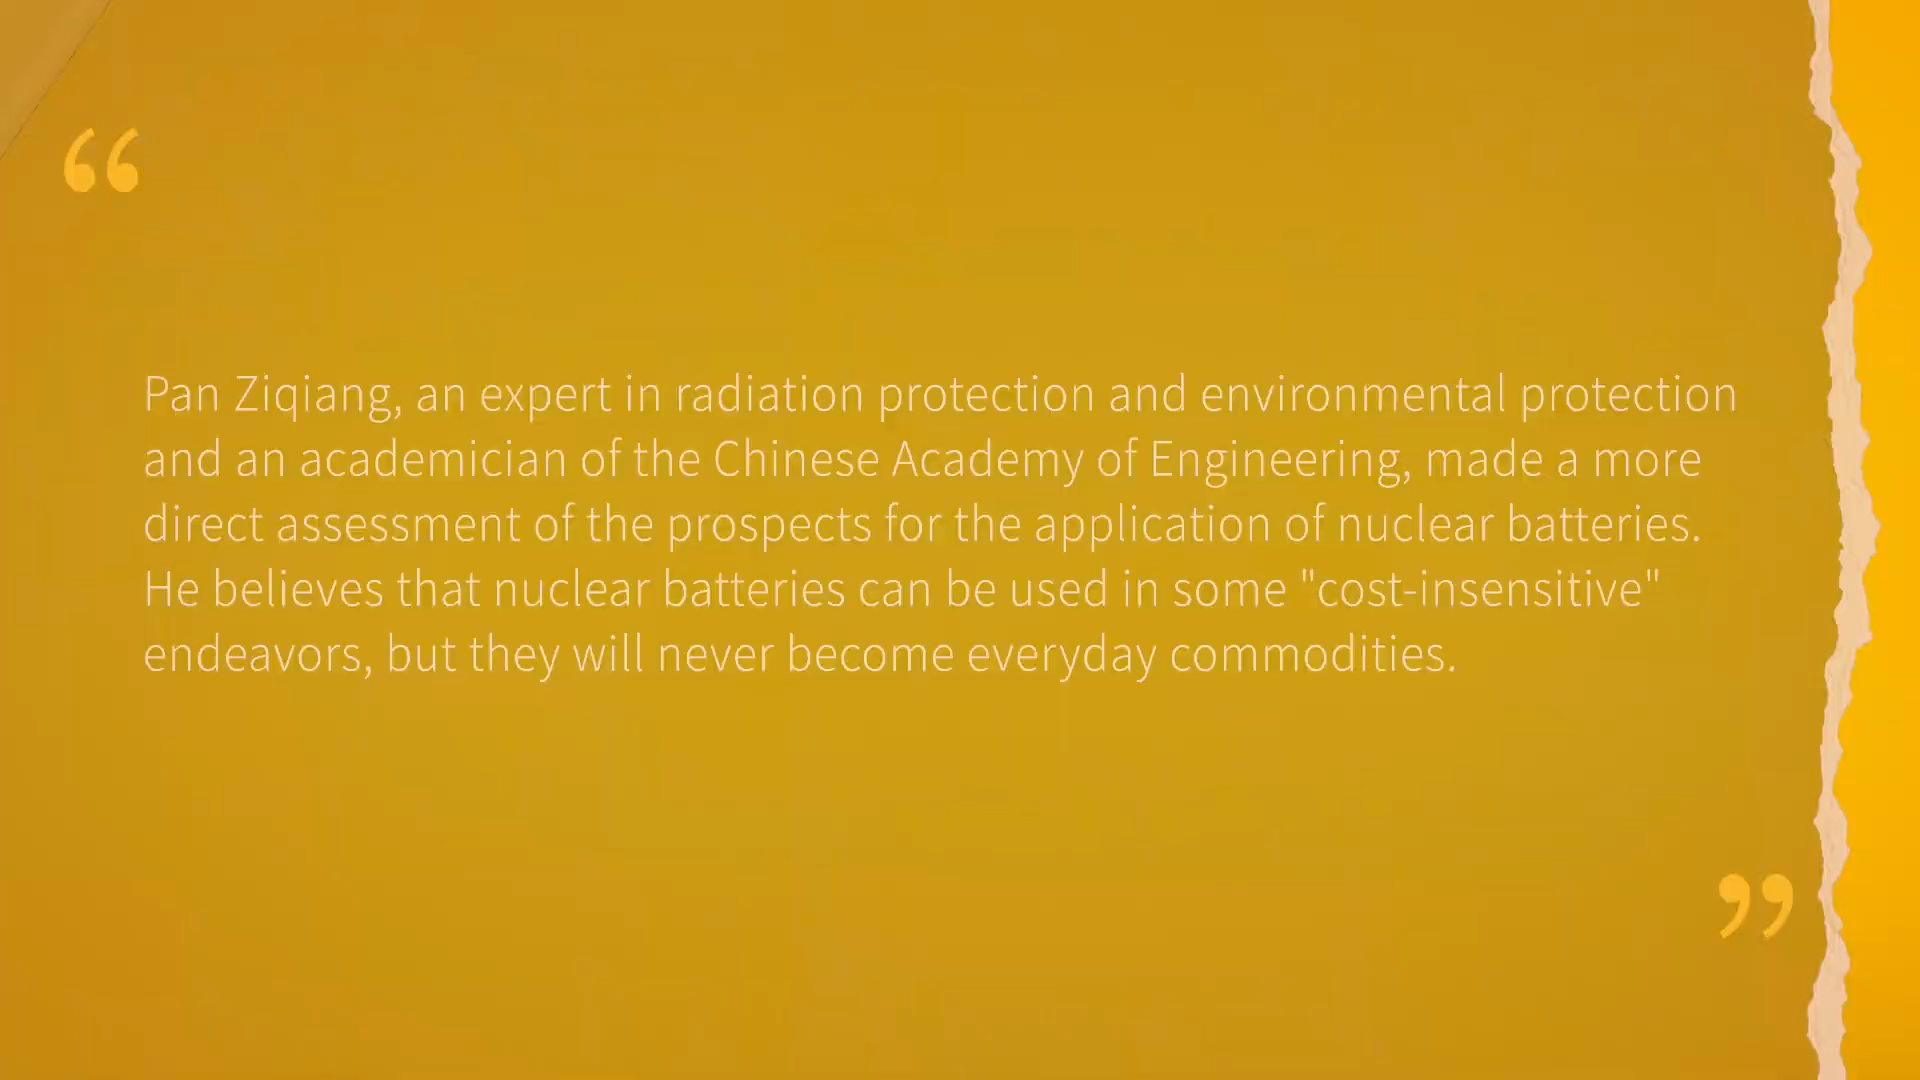 “
Pan Ziqiang, an expert in radiation protection and environmental protection
and an academician of the Chinese Academy of Engineering, made a more
direct assessment of the prospects for the application of nuclear batteries.
He believes that nuclear batteries can be used in some "cost-insensitive"
endeavors, but they will never become everyday commodities.
”